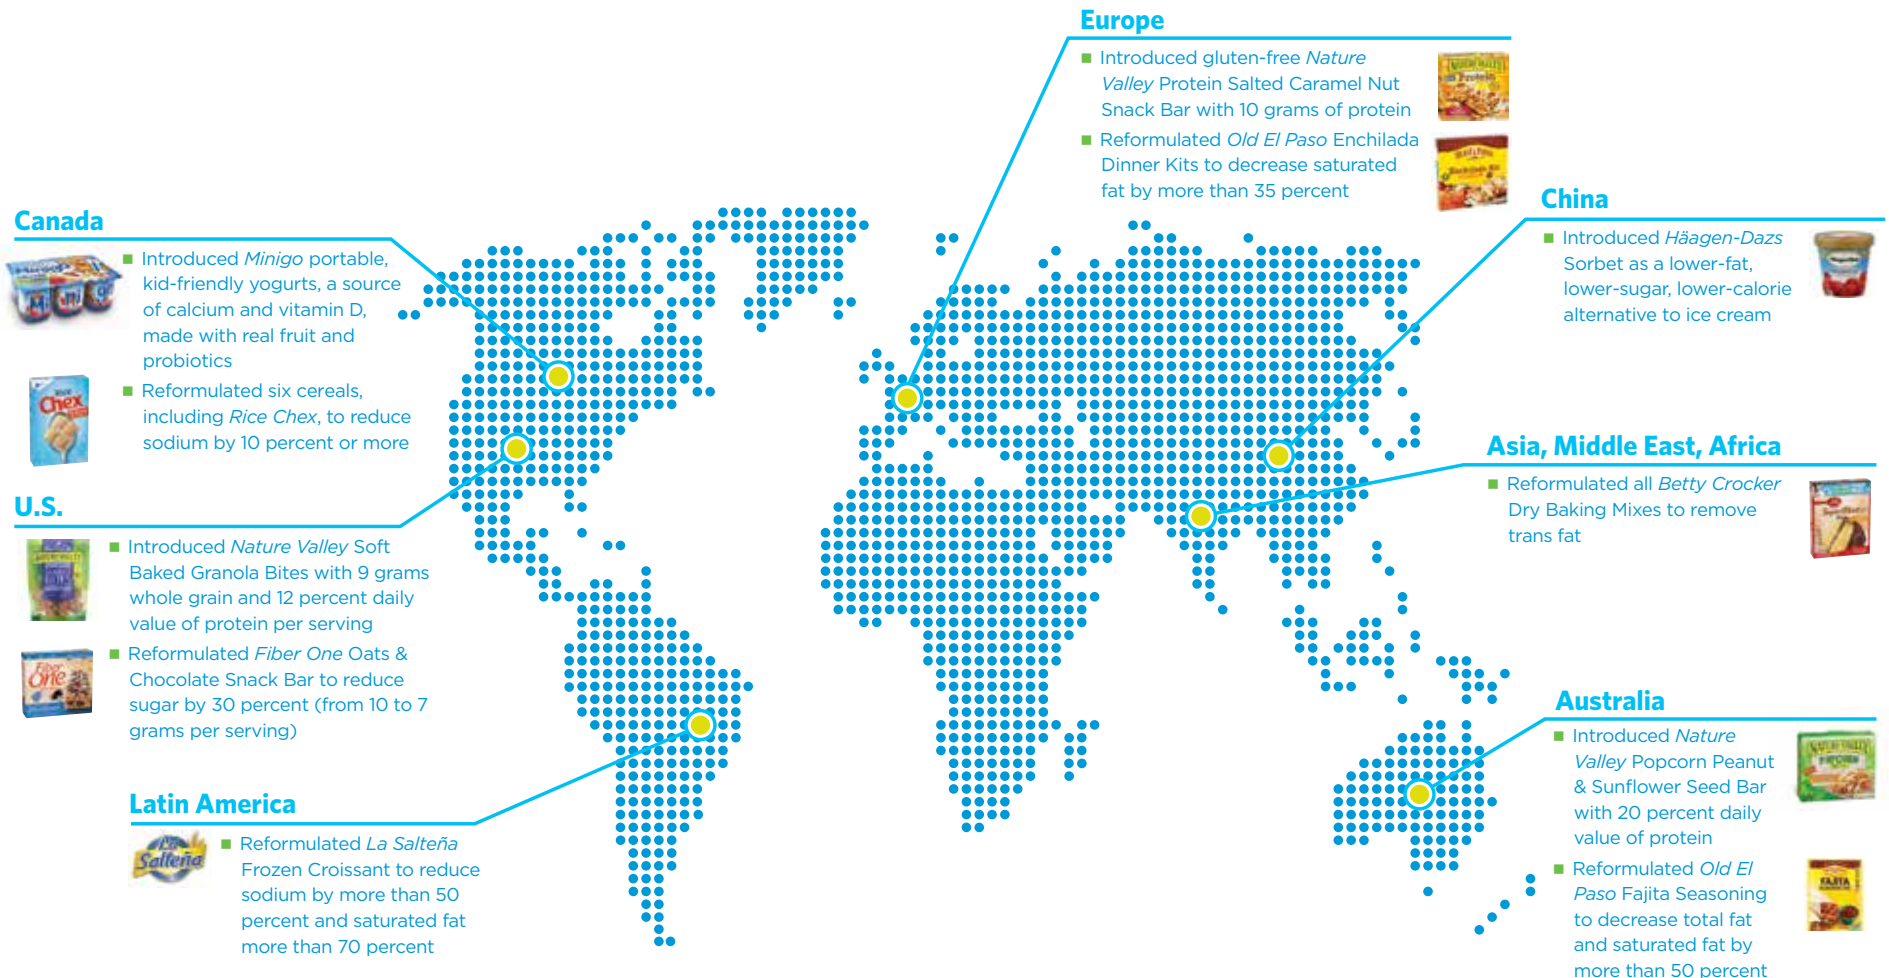 Europe
Introduced gluten-free Nature
Valley Protein Salted Caramel Nut
Snack Bar with 10 grams of protein
Reformulated Old El Paso Enchilada
Dinner Kits to decrease saturated
fat by more than 35 percent
China
Introduced Häagen-Dazs
Sorbet as a lower-fat,
lower-sugar, lower-calorie
alternative to ice cream
Canada
Introduced Minigo portable,
kid-friendly yogurts, a source
of calcium and vitamin D,
made with real fruit and
probiotics
Chex
Reformulated six cereals,
including Rice Chex, to reduce
sodium by 10 percent or more
Asia, Middle East, Africa
Reformulated all Betty Crocker
Dry Baking Mixes to remove
trans fat
U.S.
Introduced Nature Valley Soft
Baked Granola Bites with 9 grams
whole grain and 12 percent daily
value of protein per serving
Fiber
One
Reformulated Fiber One Oats &
Chocolate Snack Bar to reduce
sugar by 30 percent (from 10 to 7
grams per serving)
Australia
Introduced Nature
Valley Popcorn Peanut
& Sunflower Seed Bar
with 20 percent daily
value of protein
FAJITA
Reformulated Old El
Paso Fajita Seasoning
to decrease total fat
and saturated fat by
more than 50 percent
Latin America
La
Salteña
Reformulated La Salteña
Frozen Croissant to reduce
sodium by more than 50
percent and saturated fat
more than 70 percent